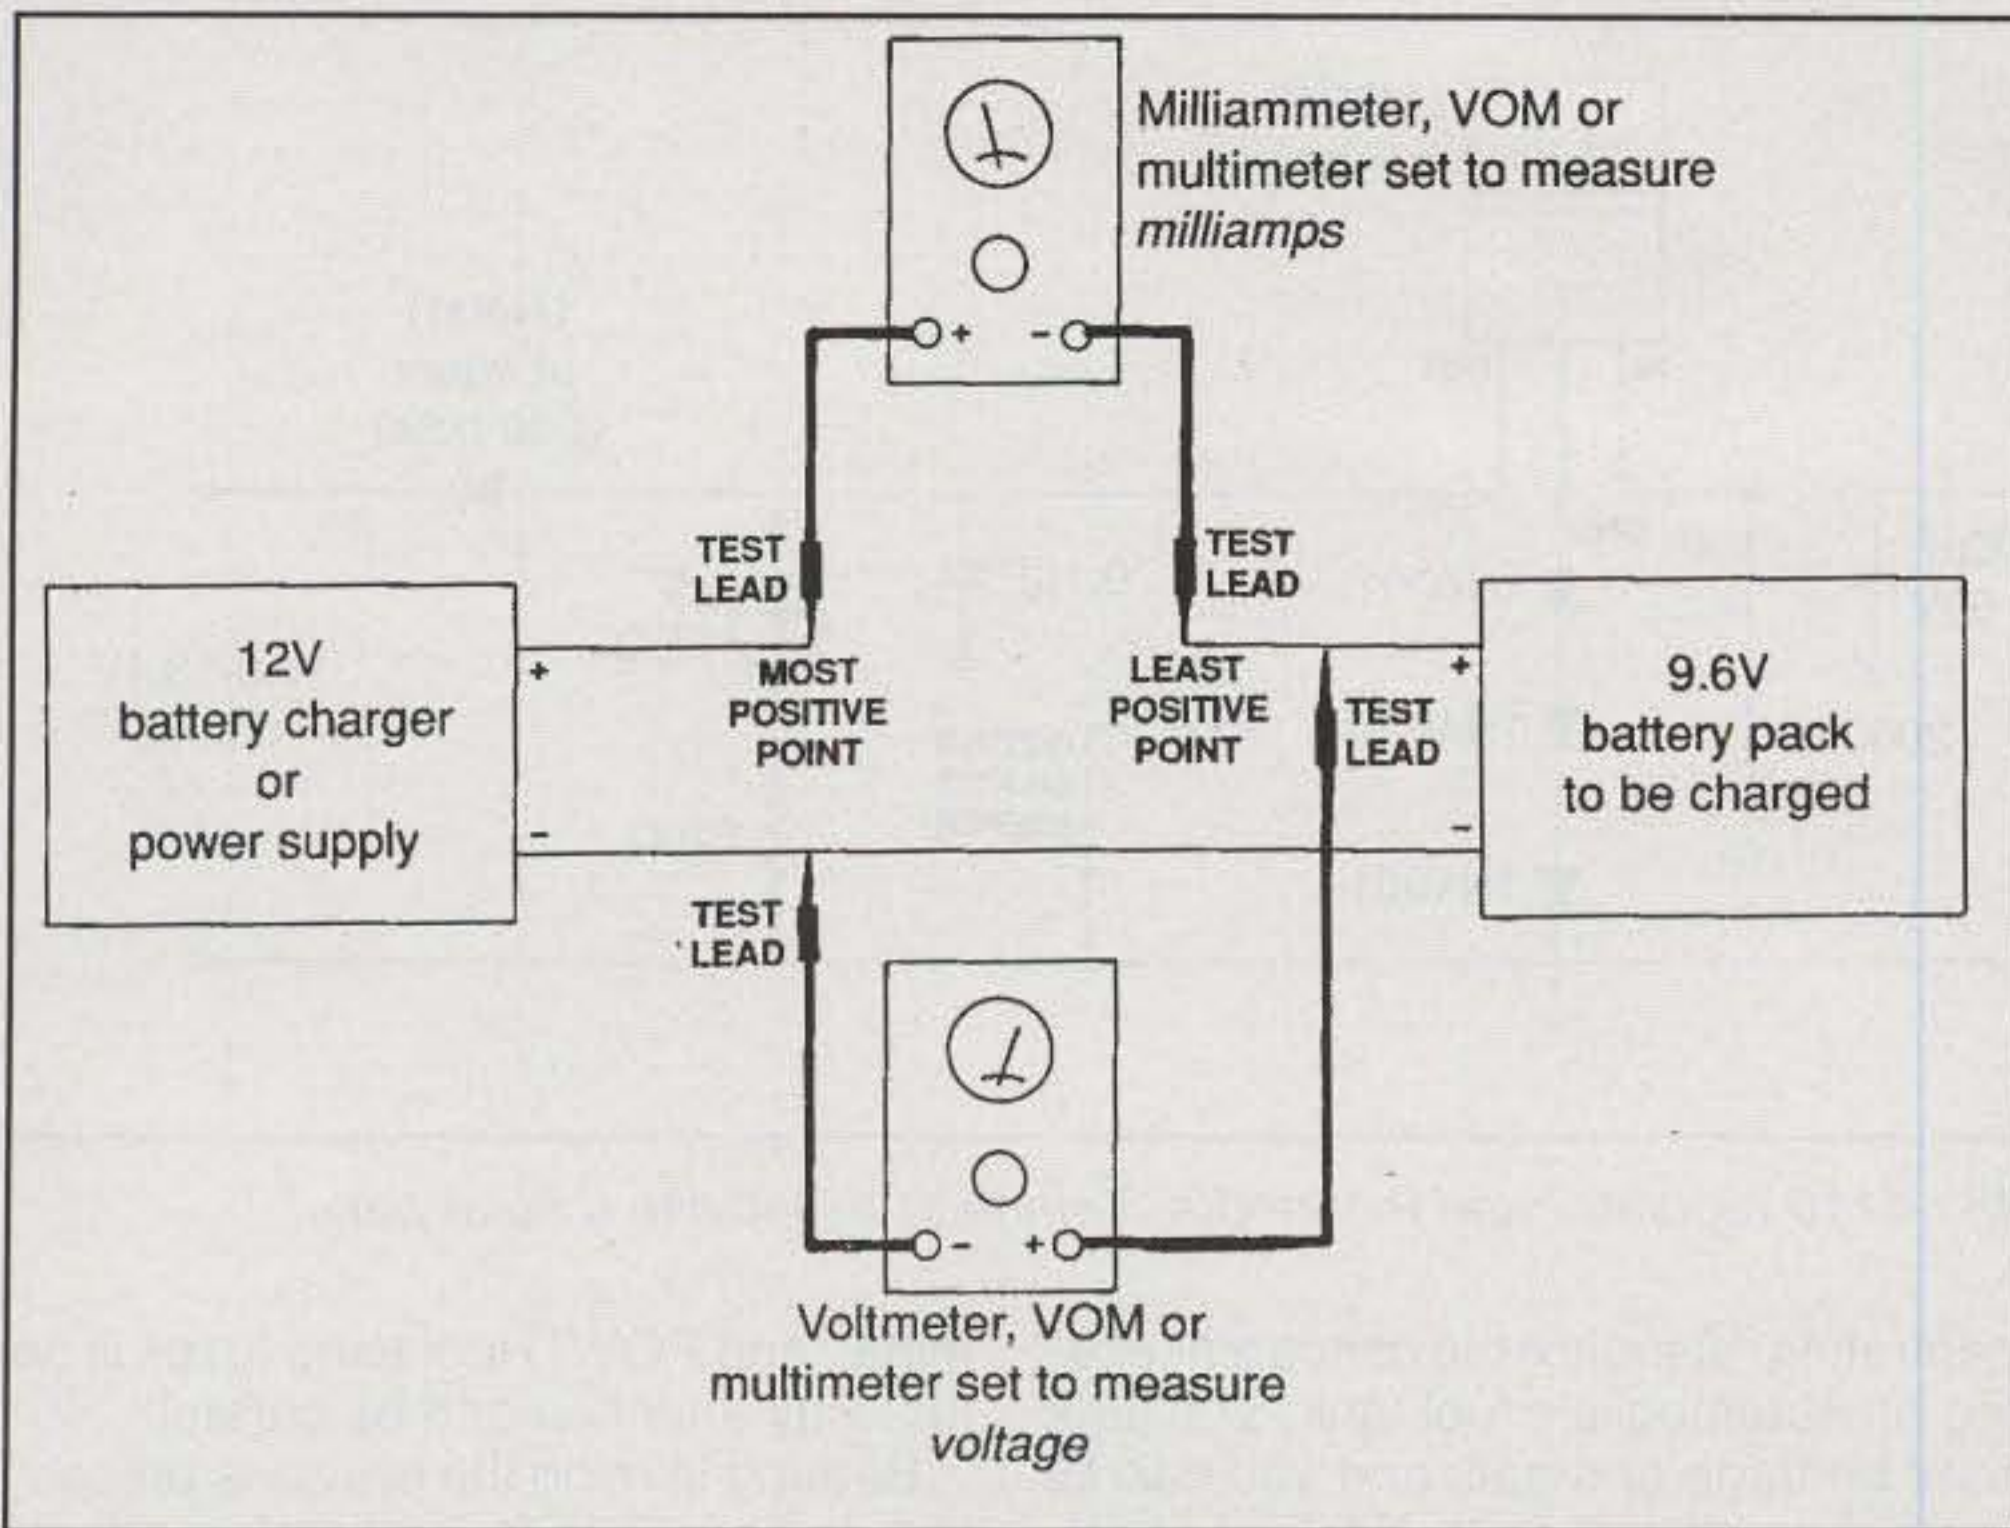 Milliammeter, VOM or
multimeter set to measure
milliamps
+ -
TEST
LEAD
TEST
LEAD
12V
battery charger
or
power supply
+
-
MOST
POSITIVE
POINT
LEAST
POSITIVE
POINT
TEST
LEAD
+
-
9.6V
battery pack
to be charged
TEST
LEAD
- +
Voltmeter, VOM or
multimeter set to measure
voltage